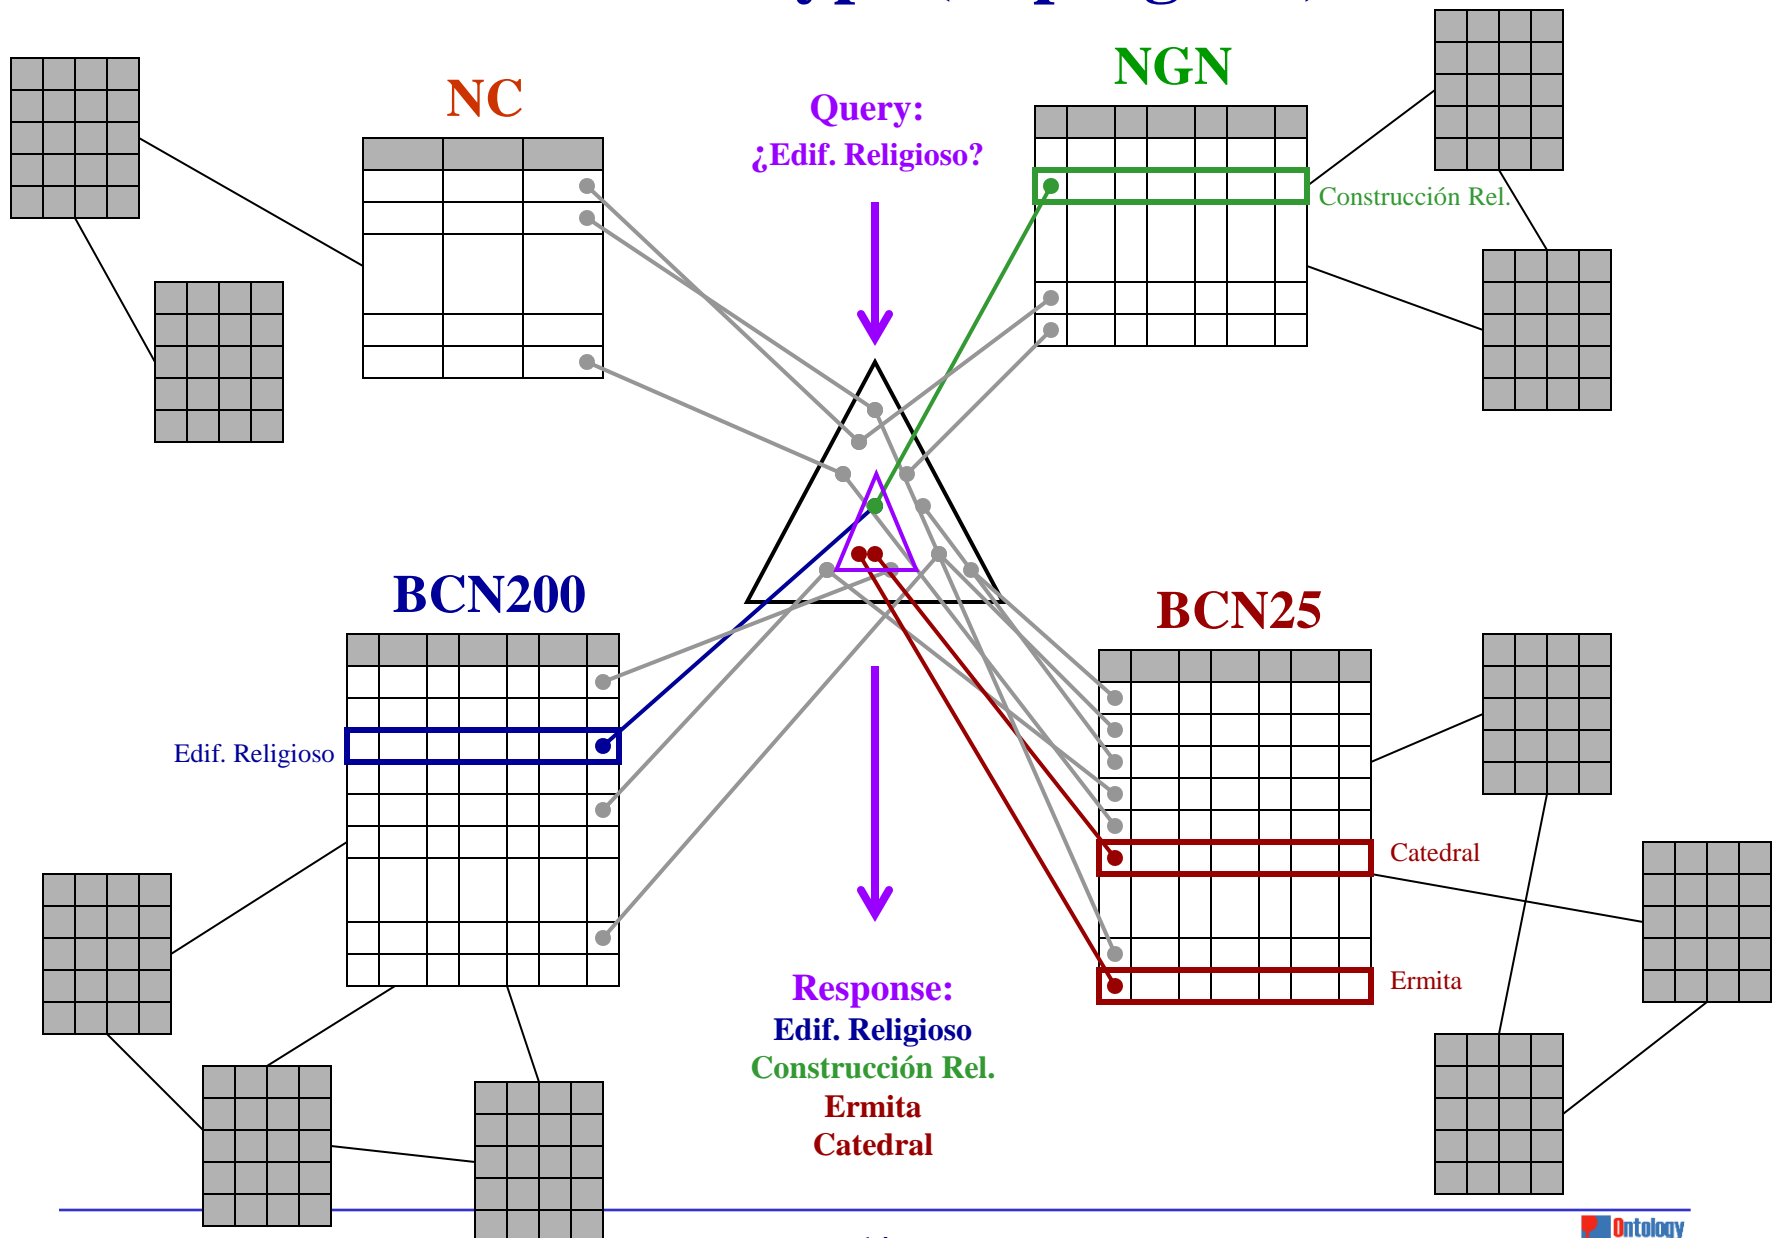 NC
Query:
¿Edif. Religioso?
NGN
Construcción Rel.
BCN200
Edif. Religioso
BCN25
Catedral
Ermita
Response:
Edif. Religioso
Construcción Rel.
Ermita
Catedral
Ontology